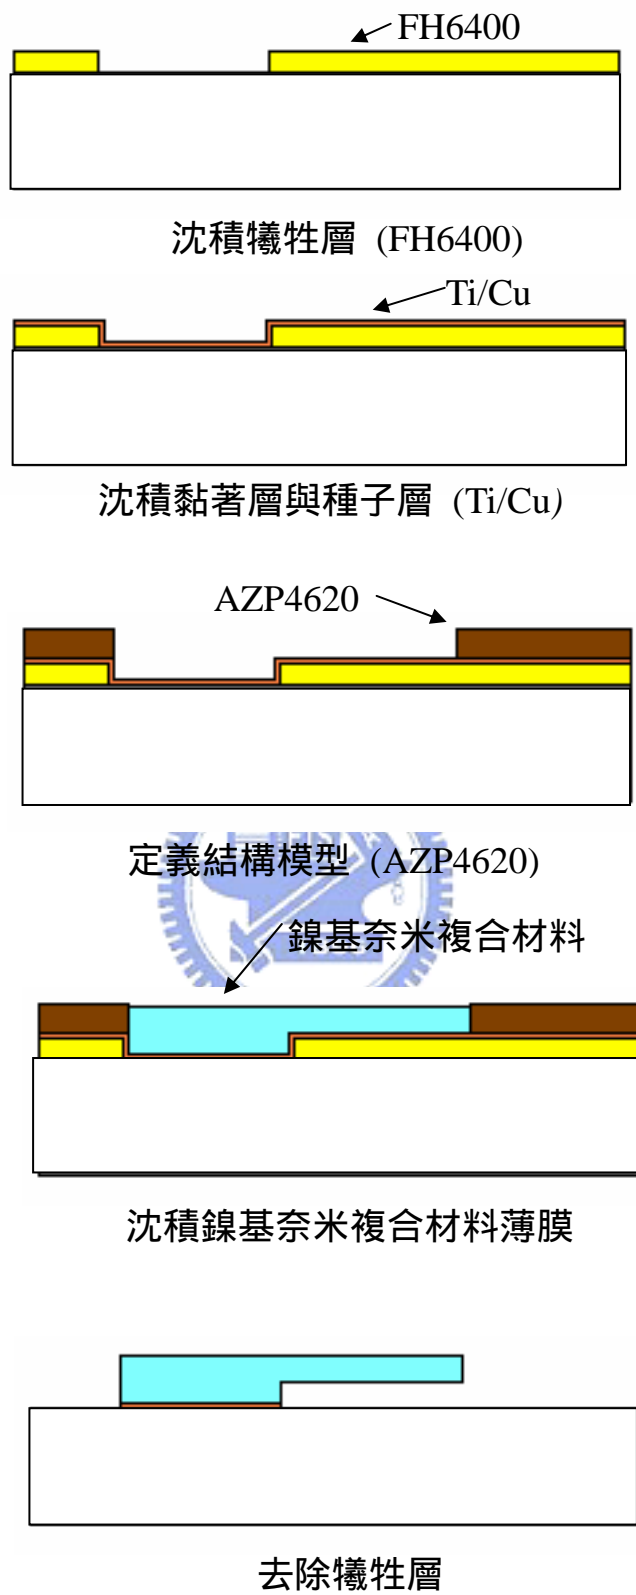 FH6400
沈積犧牲層 (FH6400)
Ti/Cu
沈積黏著層與種子層 (Ti/Cu)
AZP4620
定義結構模型 (AZP4620)
鎳基奈米複合材料
沈積鎳基奈米複合材料薄膜
去除犧牲層